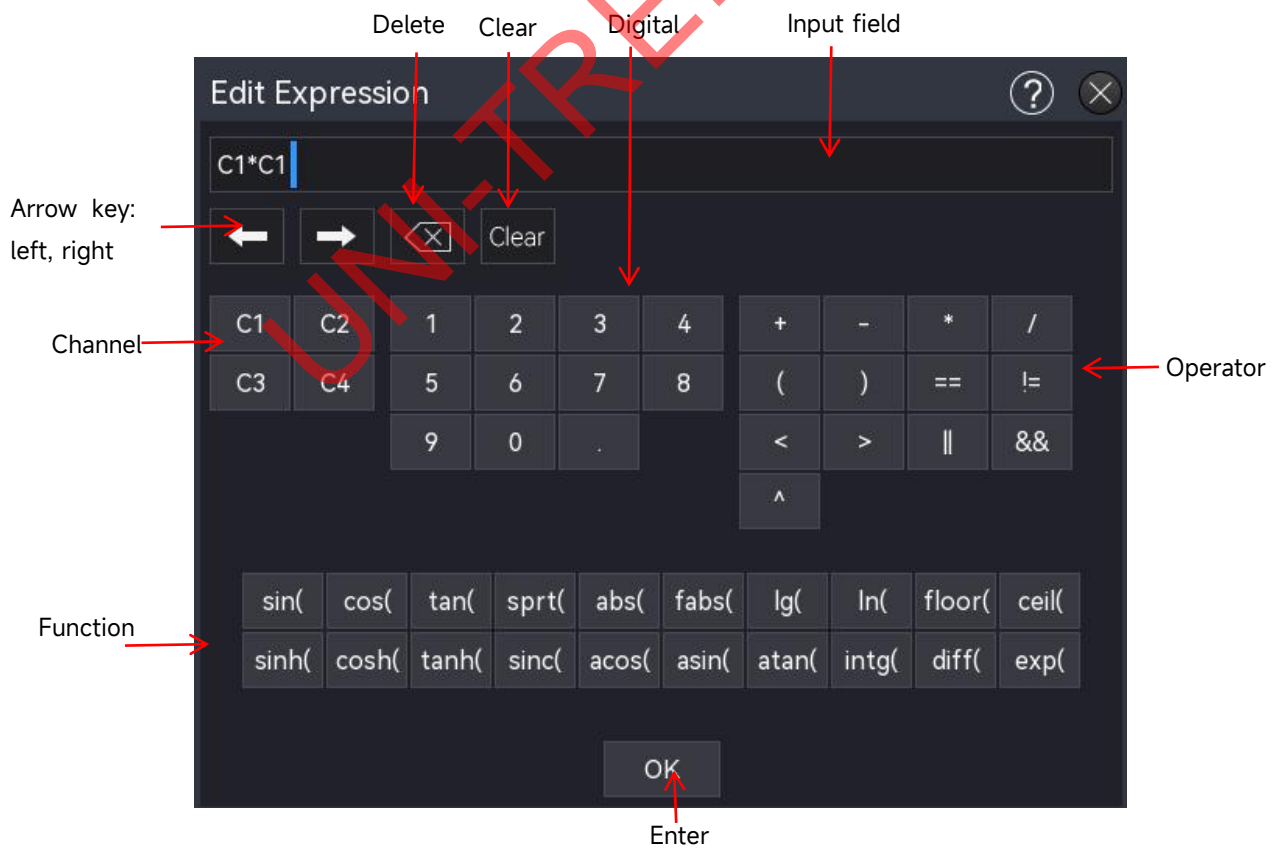 Delete Clear Digital Input field
Edit Expression ?
C1*C1
Arrow key:
left, right
Clear
C1 C2 1 2 3 4 + - * /
Channel
Operator
C3 C4 5 6 7 8 ( ) == !=
9 0 . < > || &&
^
sin( cos( tan( sprt( abs( fabs( lg( ln( floor( ceil(
Function
sinh( cosh( tanh( sinc( acos( asin( atan( intg( diff( exp(
OK
Enter
UNI-TRE